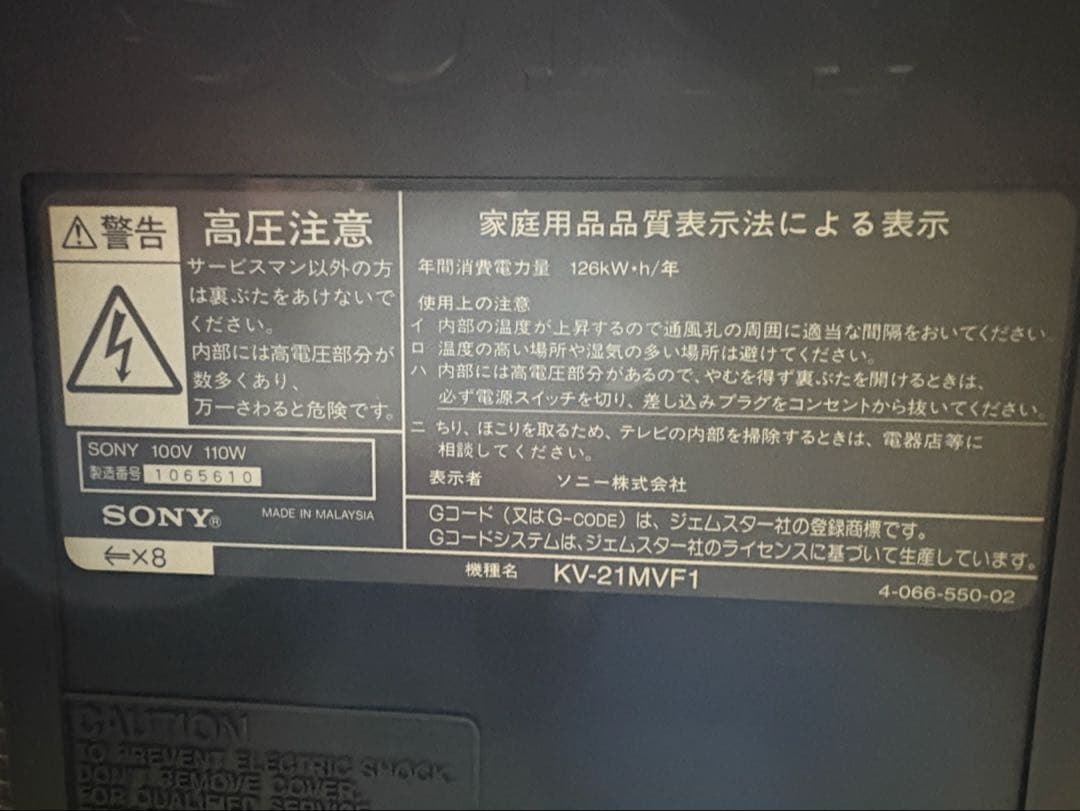 警告
高圧注意
サービスマン以外の方
は裏ぶたをあけないで
ください。
内部には高電圧部分が
数多くあり、
万一さわると危険です。
SONY 100V 110W
製造番号 1065610
SONY® MADE IN MALAYSIA
⇐×8
家庭用品品質表示法による表示
年間消費電力量 126kW・h/年
使用上の注意
イ 内部の温度が上昇するので通風孔の周囲に適当な間隔をおいてください。
ロ 温度の高い場所や湿気の多い場所は避けてください。
ハ 内部には高電圧部分があるので、やむを得ず裏ぶたを開けるときは、
必ず電源スイッチを切り、差し込みプラグをコンセントから抜いてください。
ニ ちり、ほこりを取るため、テレビの内部を掃除するときは、電器店等に
相談してください。
表示者 ソニー株式会社
Gコード（又はG-CODE）は、ジェムスター社の登録商標です。
Gコードシステムは、ジェムスター社のライセンスに基づいて生産しています。
機種名 KV-21MVF1
4-066-550-02
CAUTION
TO PREVENT ELECTRIC SHOCK,
DON'T REMOVE COVER.
FOR QUALIFIED SERVICE